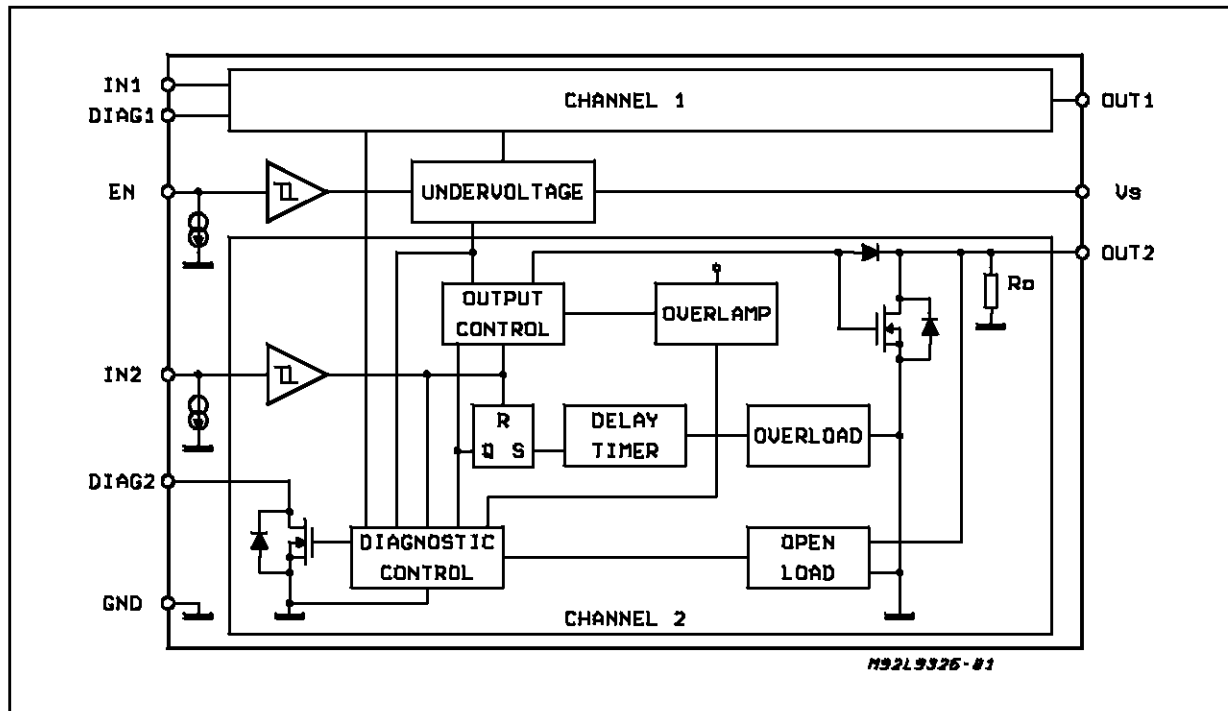 IN1
DIAG1
CHANNEL 1
OUT1
EN
UNDERVOLTAGE
Vs
OUT2
OUTPUT
CONTROL
OVERLAMP
Ro
IN2
R
Q S
DELAY
TIMER
OVERLOAD
DIAG2
DIAGNOSTIC
CONTROL
OPEN
LOAD
GND
CHANNEL 2
M92L9326-01